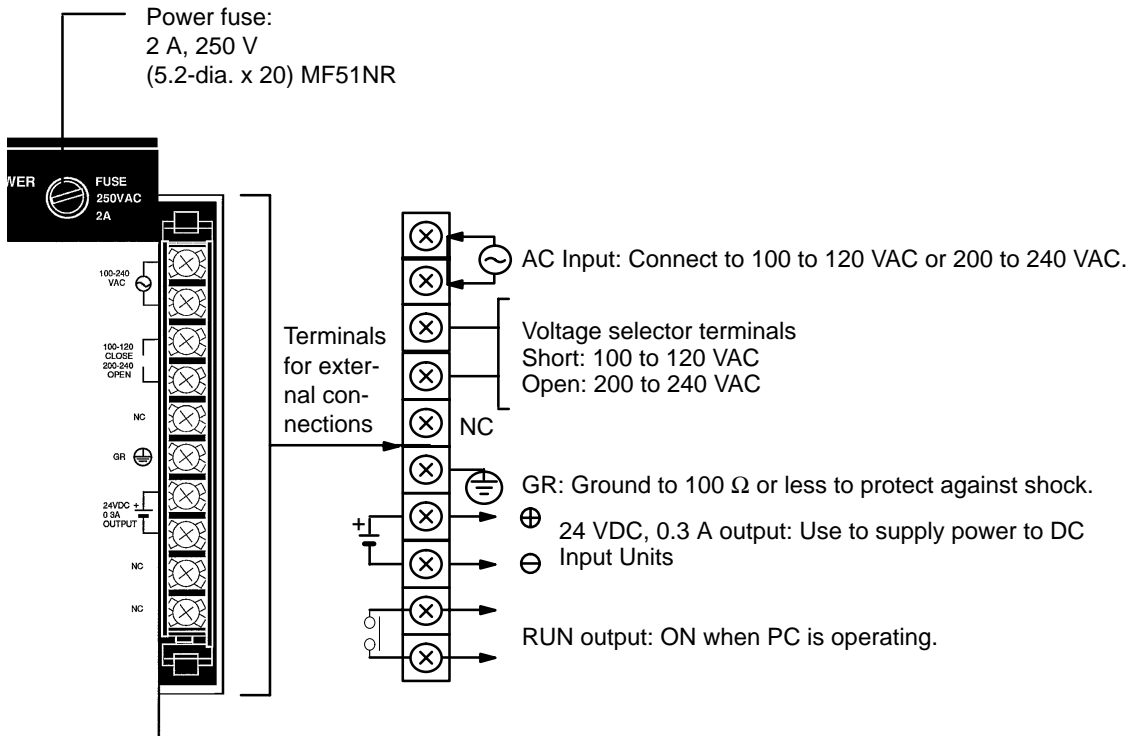 Power fuse:
2 A, 250 V
(5.2-dia. x 20) MF51NR
WER
FUSE
250VAC
2A
100-240
VAC
100-120
CLOSE
200-240
OPEN
NC
GR
24VDC +
0.3A
OUTPUT
NC
NC
Terminals
for exter-
nal con-
nections
AC Input: Connect to 100 to 120 VAC or 200 to 240 VAC.
Voltage selector terminals
Short: 100 to 120 VAC
Open: 200 to 240 VAC
NC
GR: Ground to 100 Ω or less to protect against shock.
+
⊕
24 VDC, 0.3 A output: Use to supply power to DC
⊖ Input Units
RUN output: ON when PC is operating.